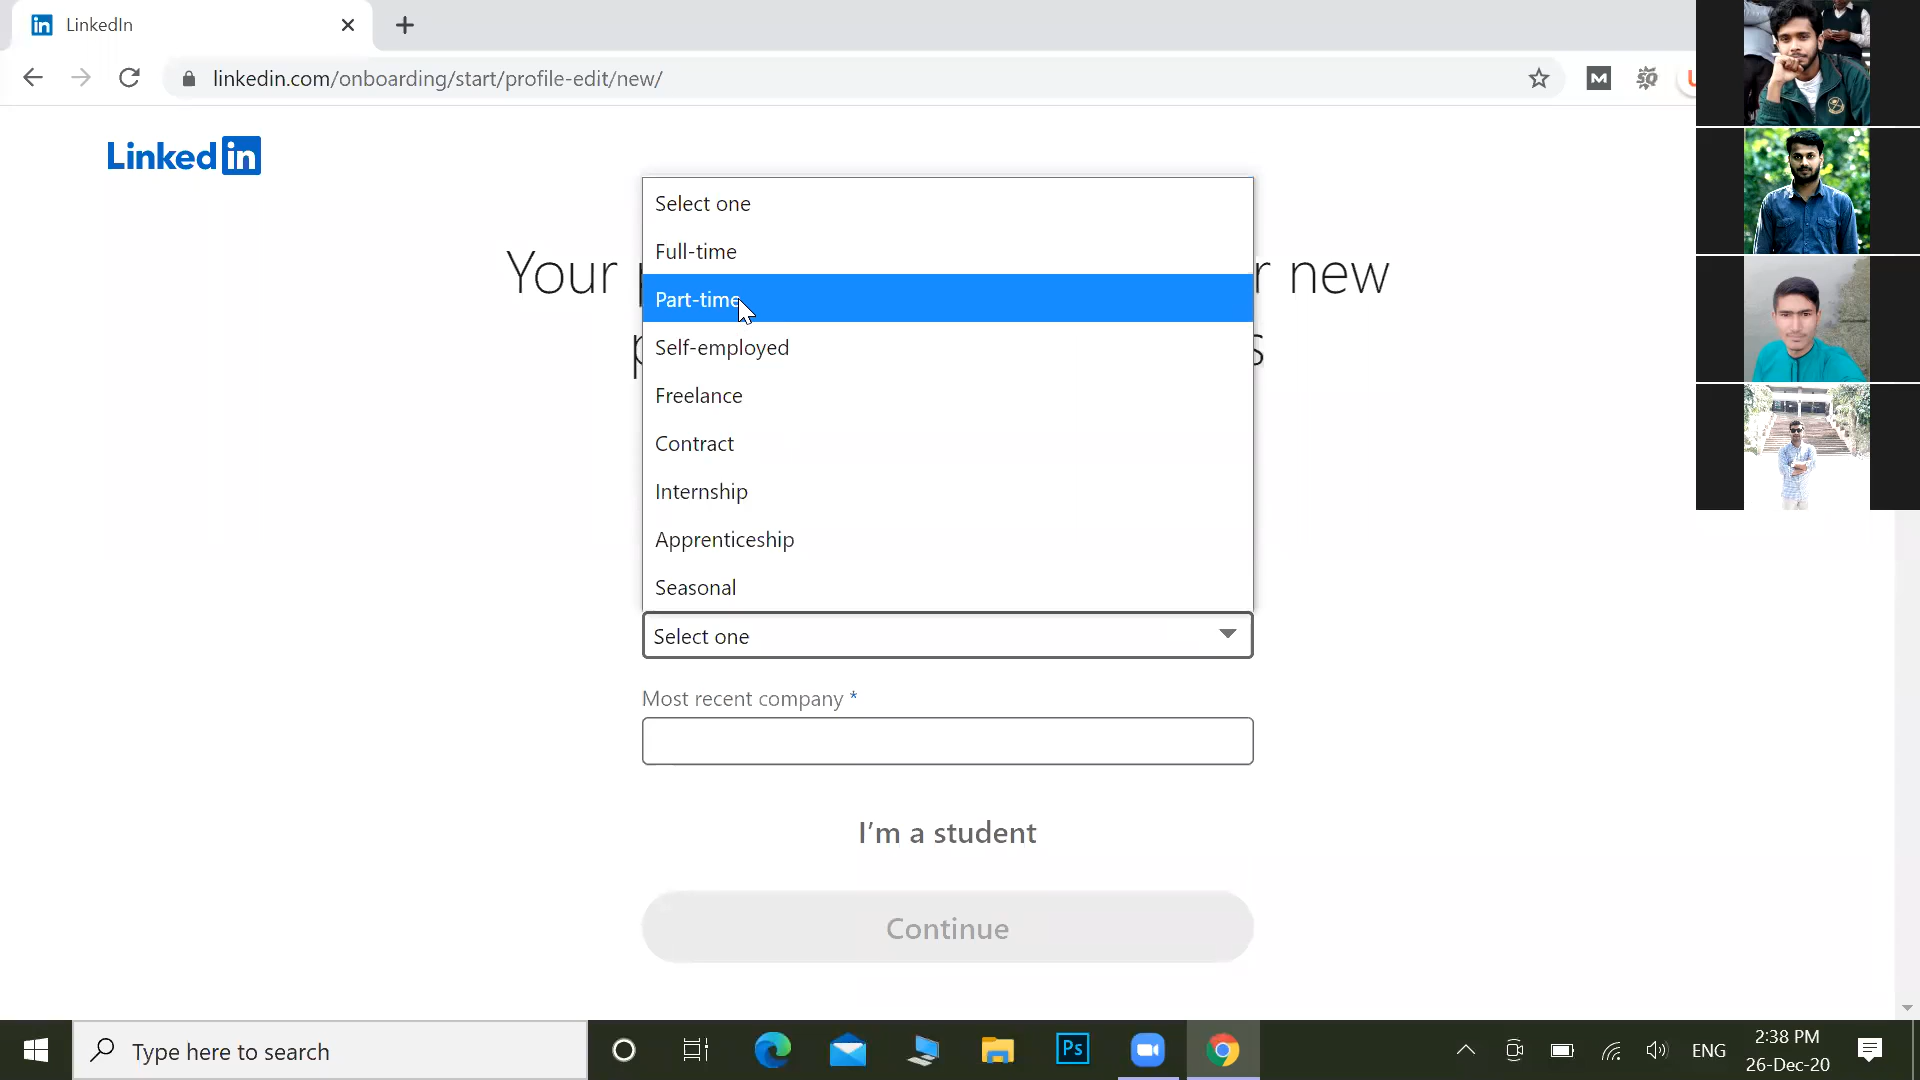 LinkedIn
linkedin.com/onboarding/start/profile-edit/new/
Linked in
Select one
Full-time
Your r new
Part-time
Self-employed
Freelance
Contract
Internship
Apprenticeship
Seasonal
Select one
Most recent company *
I'm a student
Continue
Type here to search
Ps
ENG
2:38 PM
26-Dec-20